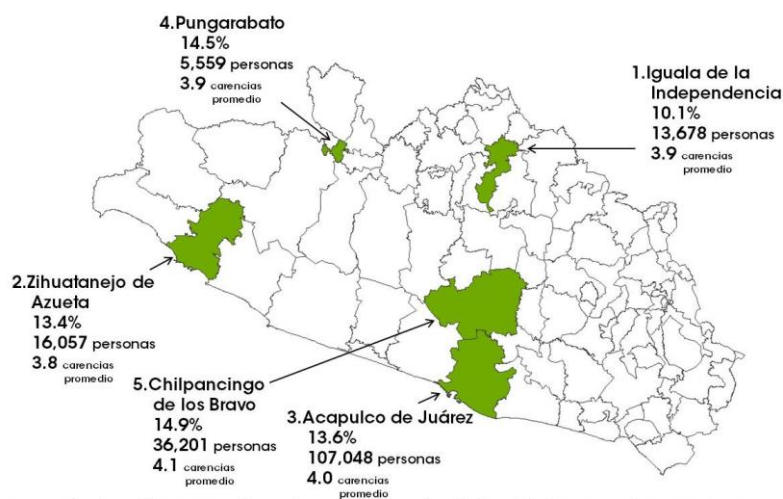 4.Pungarabato
14.5%
5,559 personas
3.9 carencias
promedio
1.Iguala de la
Independencia
10.1%
13,678 personas
3.9 carencias
promedio
2.Zihuatanejo de
Azueta
13.4%
16,057 personas
3.8 carencias
promedio
5.Chilpancingo
de los Bravo
14.9%
36,201 personas
4.1 carencias
promedio
3.Acapulco de Juárez
13.6%
107,048 personas
4.0 carencias
promedio